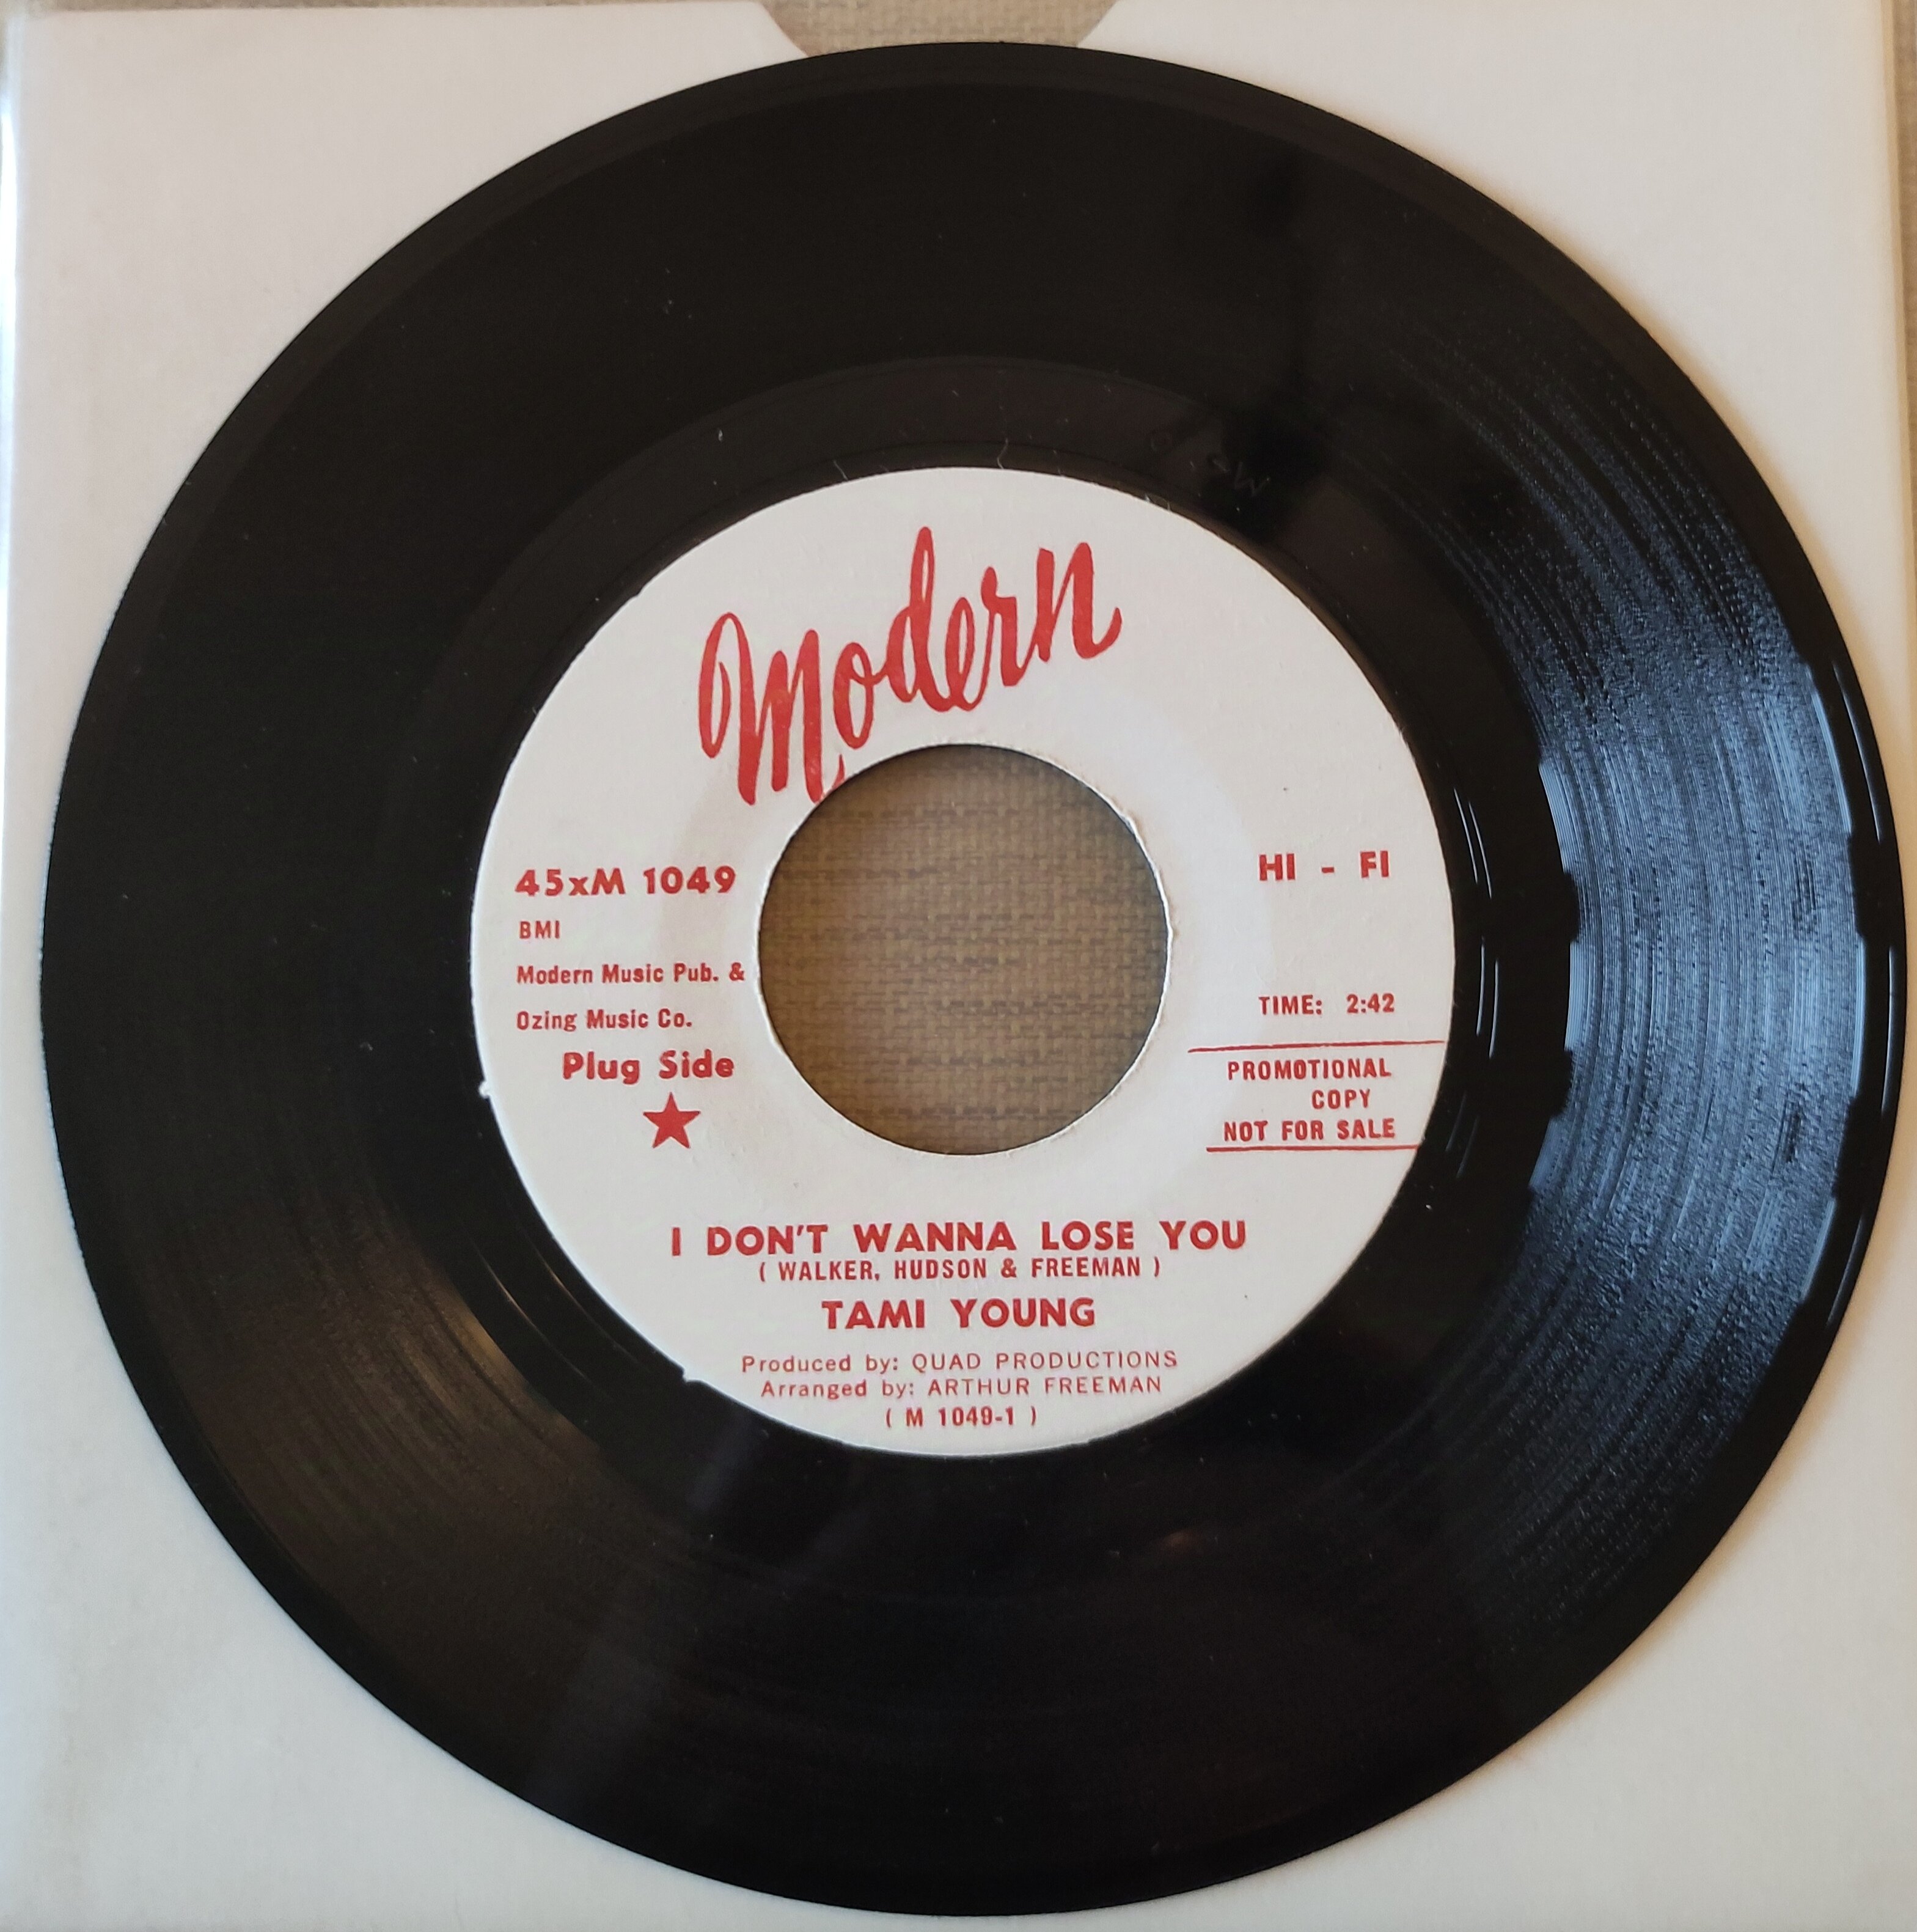 Modern
45xM 1049
HI - FI
BMI
Modern Music Pub. &
Ozing Music Co.
TIME: 2:42
Plug Side
PROMOTIONAL
COPY
NOT FOR SALE
I DON'T WANNA LOSE YOU
( WALKER, HUDSON & FREEMAN )
TAMI YOUNG
Produced by: QUAD PRODUCTIONS
Arranged by: ARTHUR FREEMAN
( M 1049-1 )